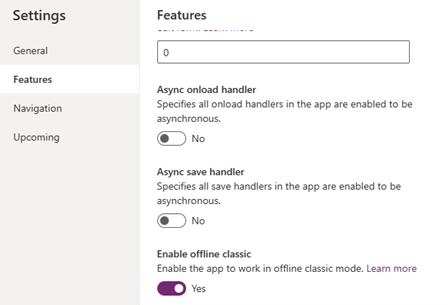 Settings
General
Features
Navigation
Upcoming
Features
Learn more
0
Async onload handler
Specifies all onload handlers in the app are enabled to be
asynchronous.
No
Async save handler
Specifies all save handlers in the app are enabled to be
asynchronous.
No
Enable offline classic
Enable the app to work in offline classic mode. Learn more
Yes